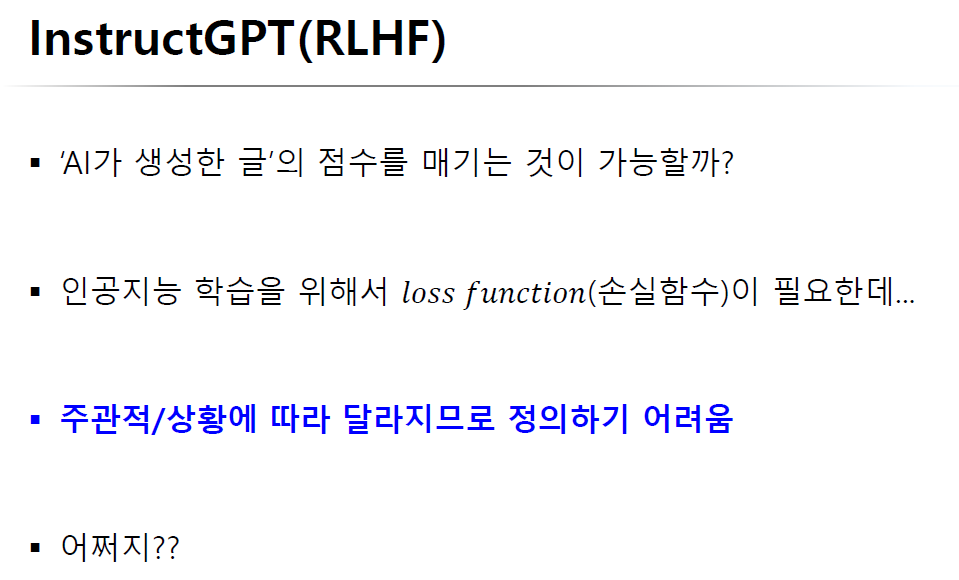 InstructGPT(RLHF)
▪ 'AI가 생성한 글'의 점수를 매기는 것이 가능할까?
▪ 인공지능 학습을 위해서 loss function(손실함수)이 필요한데...
▪ 주관적/상황에 따라 달라지므로 정의하기 어려움
▪ 어쩌지??